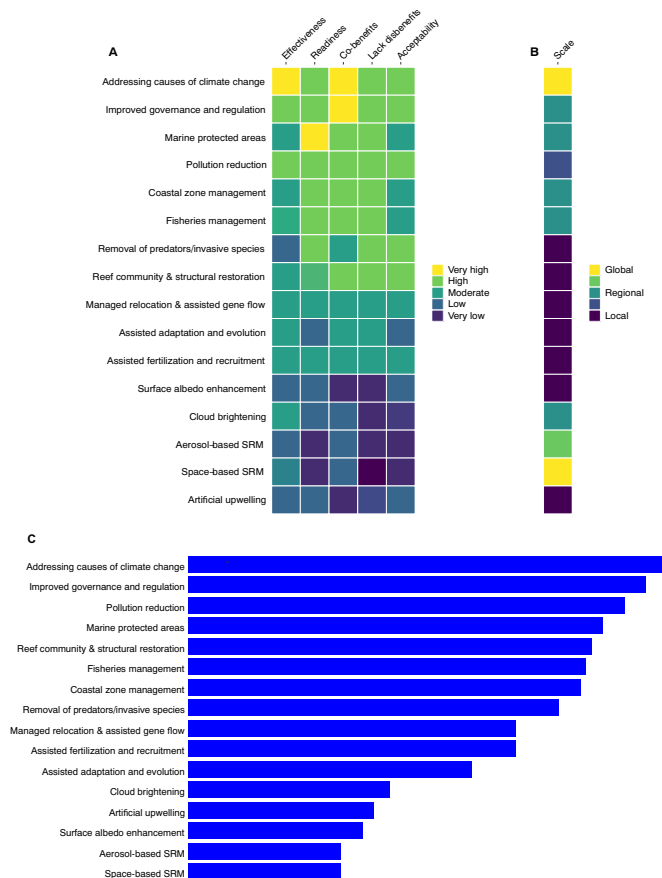 A
Effectiveness
Readiness
Co-benefits
Lack disbenefits
Acceptability
B
Scale
Addressing causes of climate change
Improved governance and regulation
Marine protected areas
Pollution reduction
Coastal zone management
Fisheries management
Removal of predators/invasive species
Reef community & structural restoration
Managed relocation & assisted gene flow
Assisted adaptation and evolution
Assisted fertilization and recruitment
Surface albedo enhancement
Cloud brightening
Aerosol-based SRM
Space-based SRM
Artificial upwelling
Very high
High
Moderate
Low
Very low
Global
Regional
Local
C
Addressing causes of climate change
Improved governance and regulation
Pollution reduction
Marine protected areas
Reef community & structural restoration
Fisheries management
Coastal zone management
Removal of predators/invasive species
Managed relocation & assisted gene flow
Assisted fertilization and recruitment
Assisted adaptation and evolution
Cloud brightening
Artificial upwelling
Surface albedo enhancement
Aerosol-based SRM
Space-based SRM